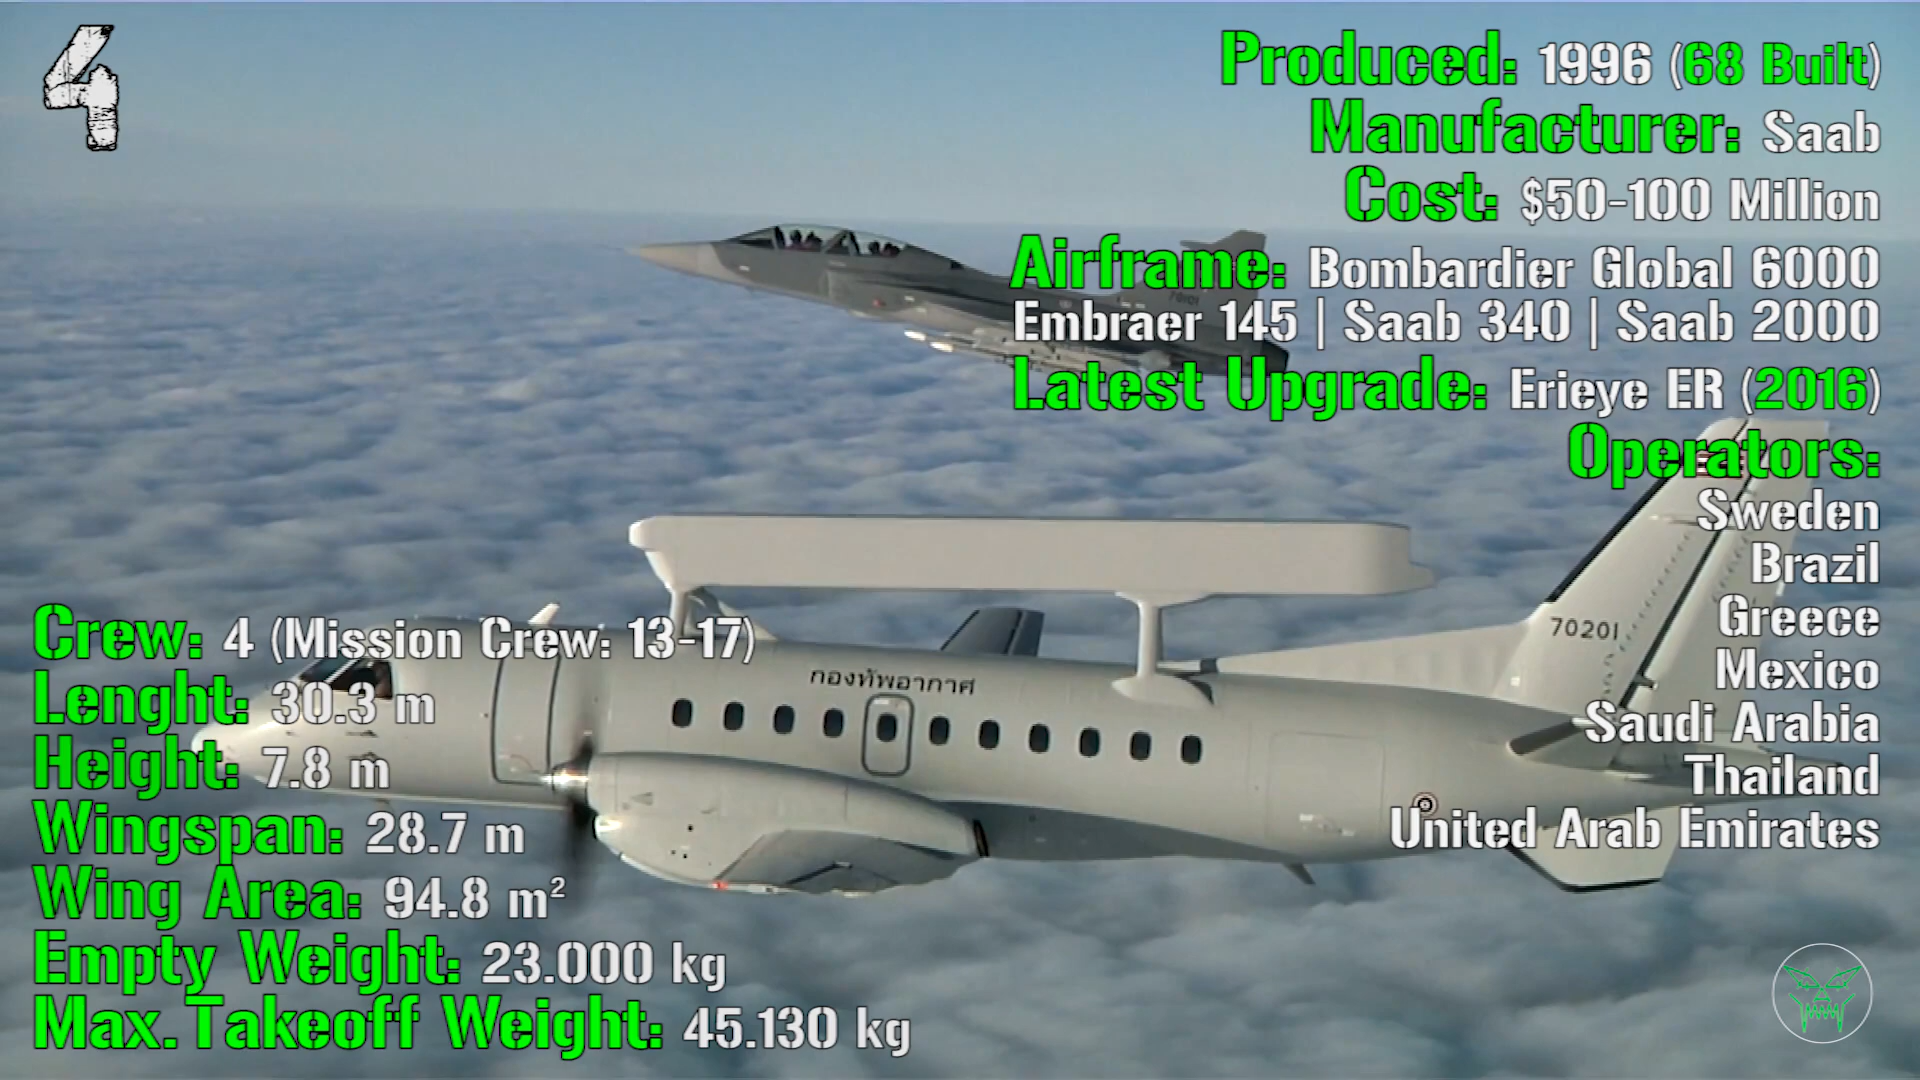 4
Produced: 1996 (68 Built)
Manufacturer: Saab
Cost: $50-100 Million
Airframe: Bombardier Global 6000
Embraer 145 | Saab 340 | Saab 2000
Latest Upgrade: Erieye ER (2016)
Operators:
Sweden
Brazil
Greece
Mexico
Saudi Arabia
Thailand
United Arab Emirates
Crew: 4 (Mission Crew: 13-17)
Lenght: 30.3 m
Height: 7.8 m
Wingspan: 28.7 m
Wing Area: 94.8 m²
Empty Weight: 23.000 kg
Max. Takeoff Weight: 45.130 kg
70101
70201
กองทัพอากาศ